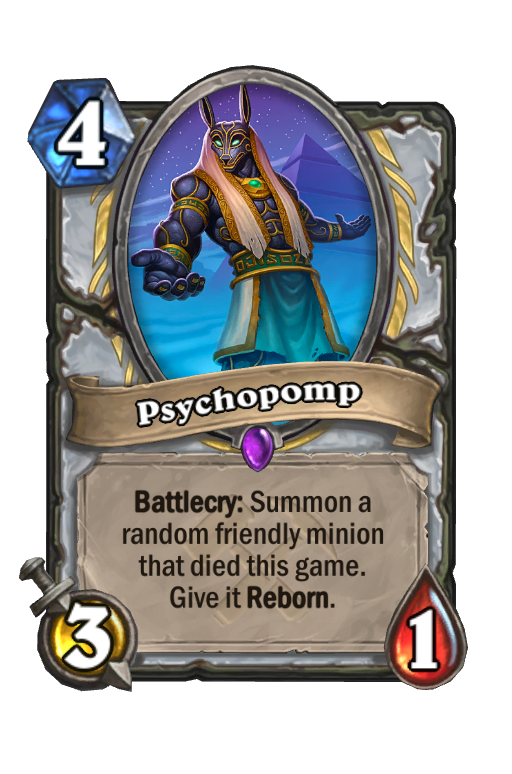 4
Psychopomp
Battlecry: Summon a
random friendly minion
that died this game.
Give it Reborn.
3
1